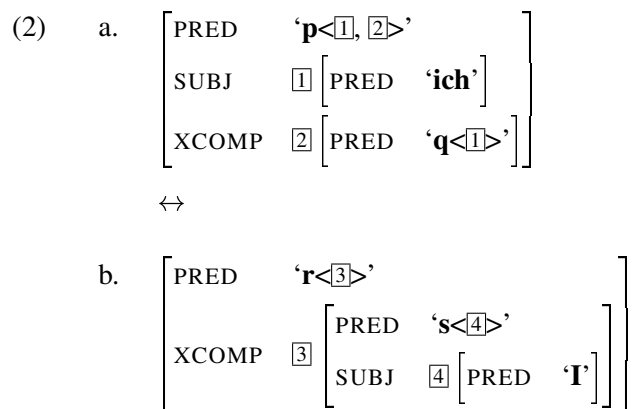 (2) a. PRED ‘p<1, 2>’
SUBJ 1 PRED ‘ich’
XCOMP 2 PRED ‘q<1>’
↔
b. PRED ‘r<3>’
PRED ‘s<4>’
XCOMP 3
SUBJ 4 PRED ‘I’